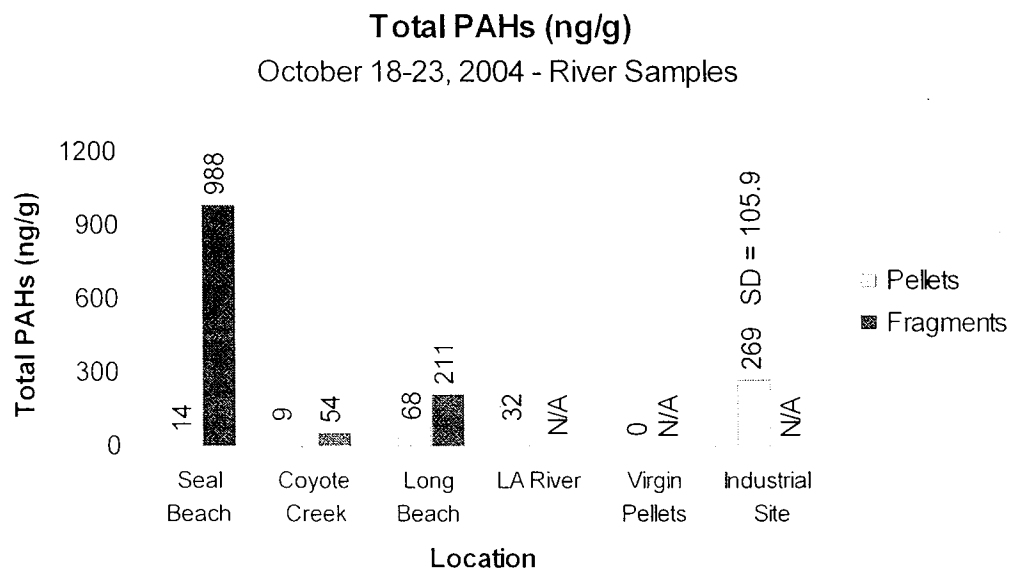 Total PAHs (ng/g)
October 18-23, 2004 - River Samples
Total PAHs (ng/g)
1200
900
600
300
0
14
988
9
54
68
211
32
N/A
0
N/A
269 SD = 105.9
N/A
Pellets
Fragments
Seal
Beach
Coyote
Creek
Long
Beach
LA River
Virgin
Pellets
Industrial
Site
Location